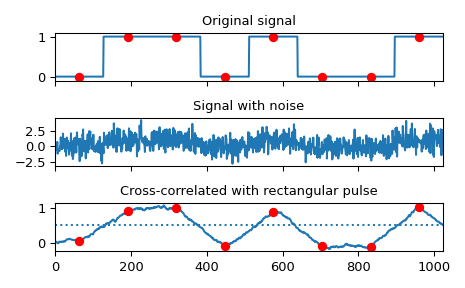 Original signal
1
0
Signal with noise
2.5
0.0
−2.5
Cross-correlated with rectangular pulse
1
0
0 200 400 600 800 1000